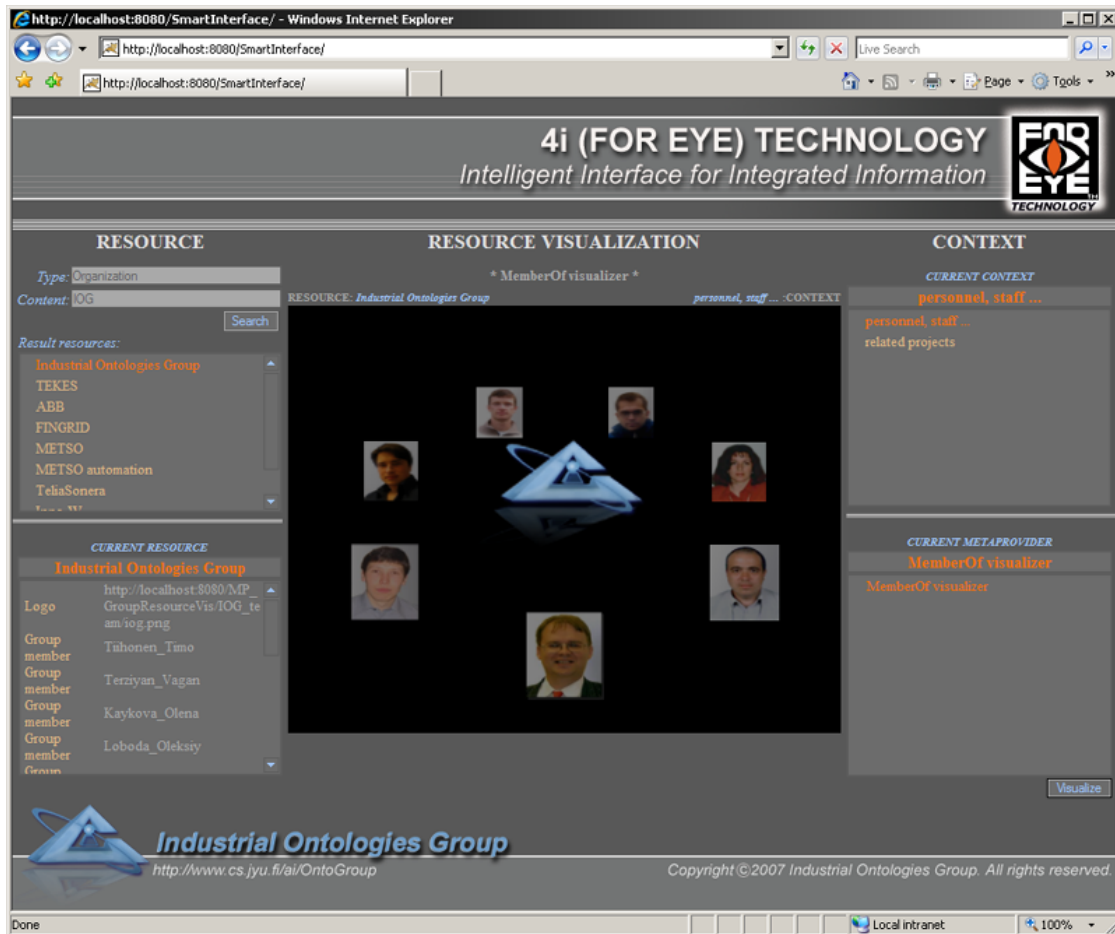 http://localhost:8080/SmartInterface/ - Windows Internet Explorer
http://localhost:8080/SmartInterface/
Live Search
http://localhost:8080/SmartInterface/
Page
Tools
»
4i (FOR EYE) TECHNOLOGY
Intelligent Interface for Integrated Information
FOR
EYE
TM
TECHNOLOGY
RESOURCE
Type: Organization
Content: IOG
Search
Result resources:
Industrial Ontologies Group
TEKES
ABB
FINGRID
METSO
METSO automation
TeliaSonera
Inno-W
CURRENT RESOURCE
Industrial Ontologies Group
Logo
http://localhost:8080/MP_
GroupResourceVis/IOG_te
am/iog.png
Group
member
Tiihonen_Timo
Group
member
Terziyan_Vagan
Group
member
Kaykova_Olena
Group
member
Loboda_Oleksiy
Group
RESOURCE VISUALIZATION
* MemberOf visualizer *
RESOURCE: Industrial Ontologies Group
personnel, staff ... :CONTEXT
CONTEXT
CURRENT CONTEXT
personnel, staff ...
personnel, staff ...
related projects
CURRENT METAPROVIDER
MemberOf visualizer
MemberOf visualizer
Visualize
Industrial Ontologies Group
http://www.cs.jyu.fi/ai/OntoGroup
Copyright©2007 Industrial Ontologies Group. All rights reserved.
Done
Local intranet
100%